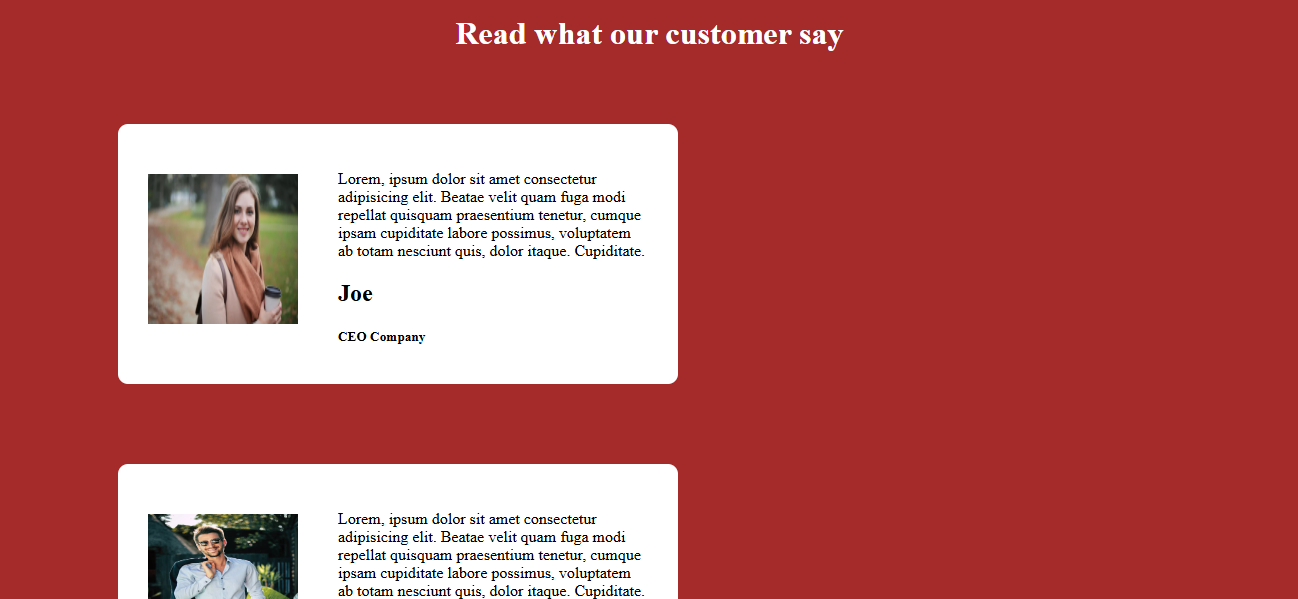 Read what our customer say
Lorem, ipsum dolor sit amet consectetur
adipisicing elit. Beatae velit quam fuga modi
repellat quisquam praesentium tenetur, cumque
ipsam cupiditate labore possimus, voluptatem
ab totam nesciunt quis, dolor itaque. Cupiditate.
Joe
CEO Company
Lorem, ipsum dolor sit amet consectetur
adipisicing elit. Beatae velit quam fuga modi
repellat quisquam praesentium tenetur, cumque
ipsam cupiditate labore possimus, voluptatem
ab totam nesciunt quis, dolor itaque. Cupiditate.